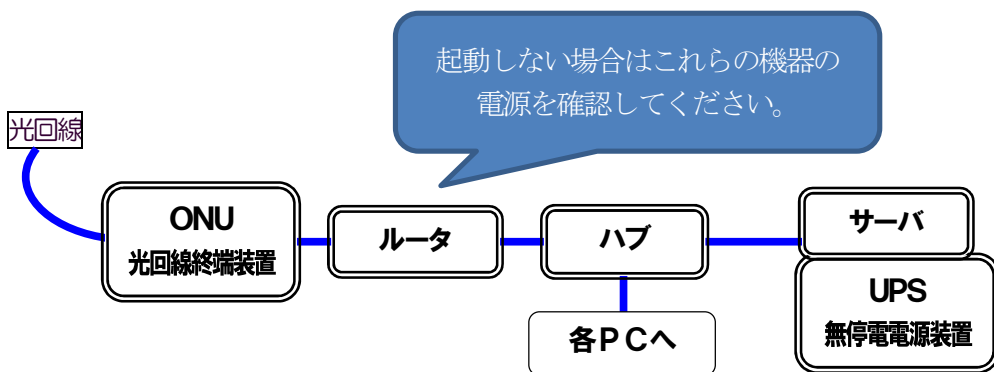 起動しない場合はこれらの機器の
電源を確認してください。
光回線
ONU
光回線終端装置
ルータ
ハブ
サーバ
UPS
無停電電源装置
各ＰＣへ